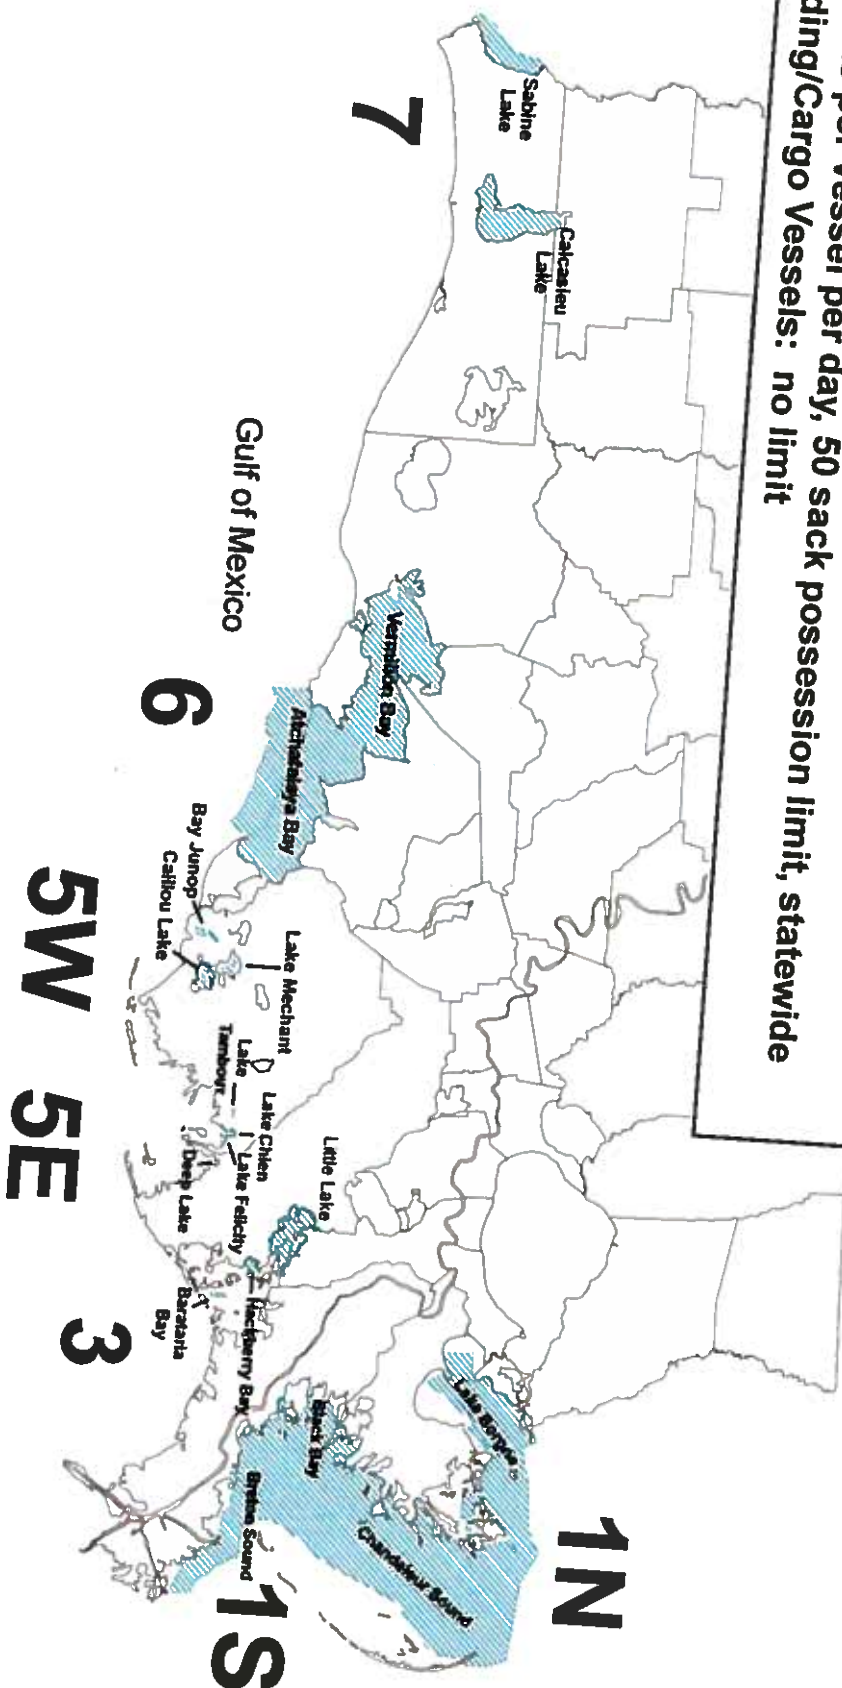 per vessel per day, 50 sack possession limit, statewide
ding/Cargo Vessels: no limit
Sabine
Lake
Calcasieu
Lake
7
Gulf of Mexico
Vermilion Bay
6
Atchafalaya Bay
Bay Junop
Caillou Lake
5W
Lake Mechant
Lake
Tambour
Lake Chien
Lake Felicity
Deep Lake
5E
Little Lake
Hackberry Bay
Barataria
Bay
3
Lake Borgne
Black Bay
Breton Sound
Chandeleur Sound
1N
1S